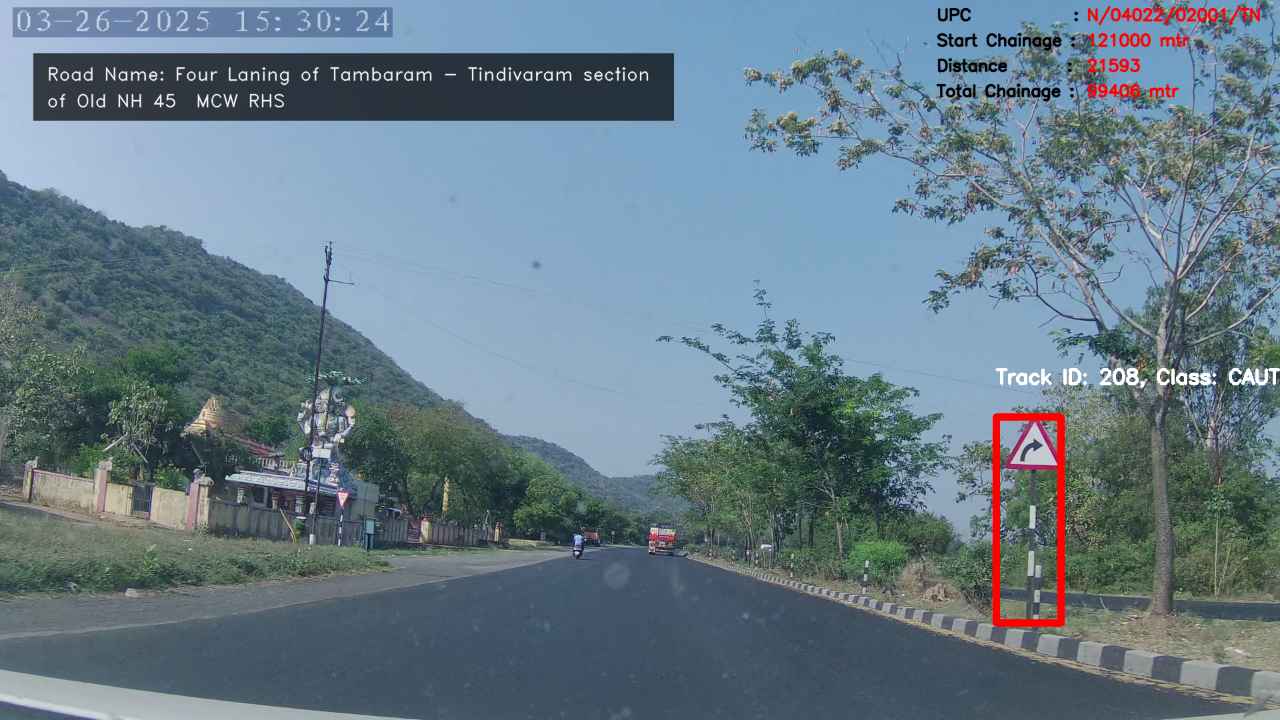 03-26-2025 15:30:24
Road Name: Four Laning of Tambaram - Tindivaram section
of Old NH 45 MCW RHS
UPC : N/04022/02001/TN
Start Chainage : 121000 mtr
Distance : 21593
Total Chainage : 99406 mtr
Track ID: 208, Class: CAUT